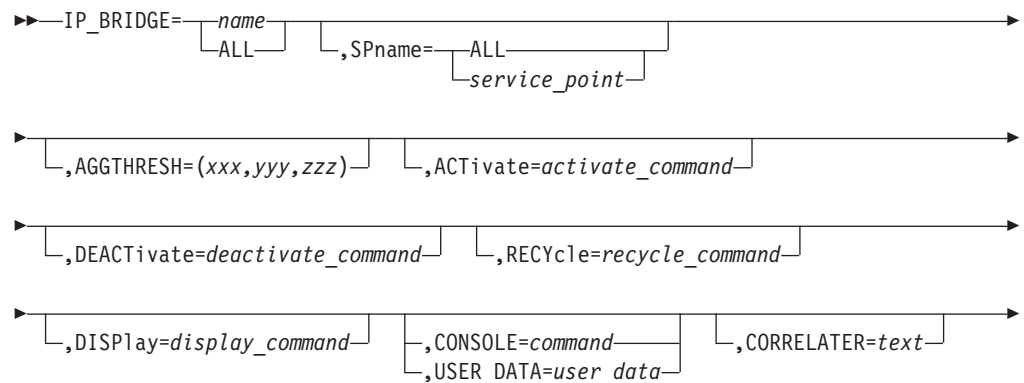 IP_BRIDGE= name
ALL
,SPname= ALL
service_point
,AGGTHRESH=(xxx,yyy,zzz) ,ACTivate=activate_command
,DEACTivate=deactivate_command ,RECYcle=recycle_command
,DISPlay=display_command ,CONSOLE=command ,CORRELATER=text
,USER DATA=user data